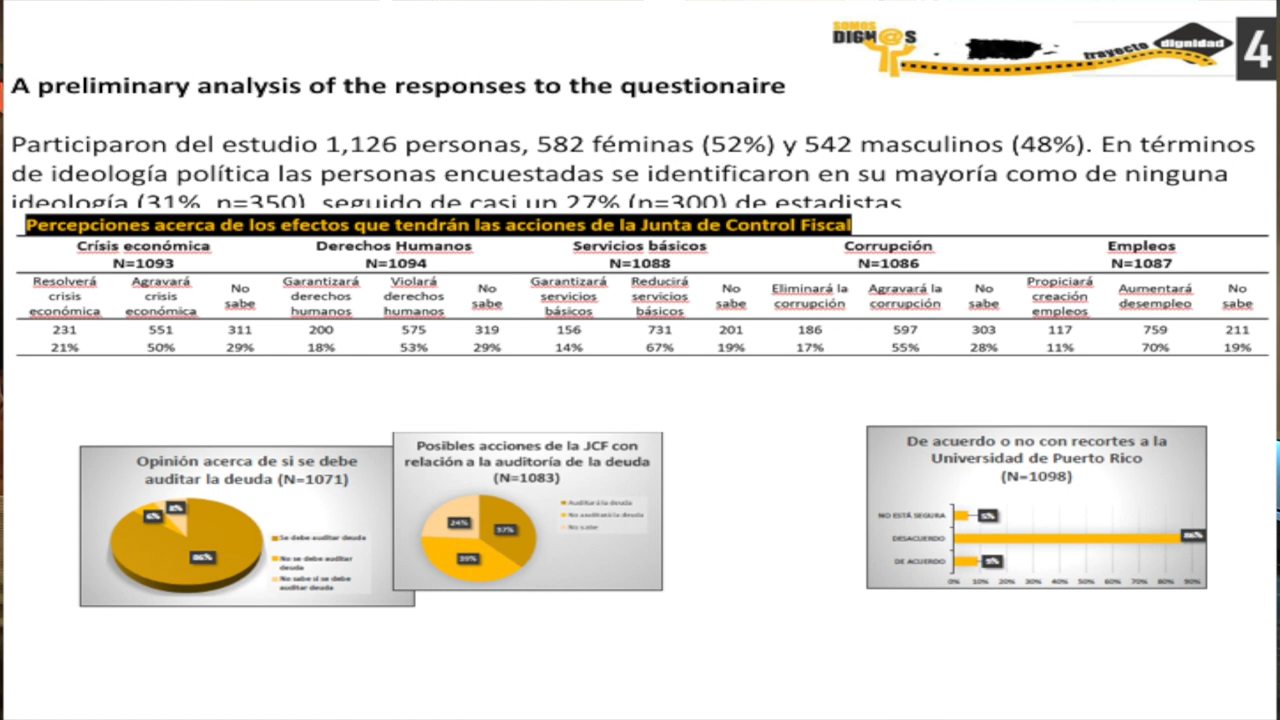 SOMOS
DIGN@S
trayecto dignidad
4
A preliminary analysis of the responses to the questionaire
Participaron del estudio 1,126 personas, 582 féminas (52%) y 542 masculinos (48%). En términos
de ideología política las personas encuestadas se identificaron en su mayoría como de ninguna
ideología (31%, n=350), seguido de casi un 27% (n=300) de estadistas
Percepciones acerca de los efectos que tendrán las acciones de la Junta de Control Fiscal
Crísis económica Derechos Humanos Servicios básicos Corrupción Empleos
N=1093 N=1094 N=1088 N=1086 N=1087
Resolverá crisis económica Agravará crisis económica No sabe Garantizará derechos humanos Violará derechos humanos No sabe Garantizará servicios básicos Reducirá servicios básicos No sabe Eliminará la corrupción Agravará la corrupción No sabe Propiciará creación empleos Aumentará desempleo No sabe
231 551 311 200 575 319 156 731 201 186 597 303 117 759 211
21% 50% 29% 18% 53% 29% 14% 67% 19% 17% 55% 28% 11% 70% 19%
Opinión acerca de si se debe
auditar la deuda (N=1071)
6%
8%
86%
Se debe auditar deuda
No se debe auditar
deuda
No sabe si se debe
auditar deuda
Posibles acciones de la JCF con
relación a la auditoría de la deuda
(N=1083)
24%
37%
39%
Auditará la deuda
No auditará la deuda
No sabe
De acuerdo o no con recortes a la
Universidad de Puerto Rico
(N=1098)
NO ESTÁ SEGURA 5%
DESACUERDO 86%
DE ACUERDO 9%
0% 10% 20% 30% 40% 50% 60% 70% 80% 90%